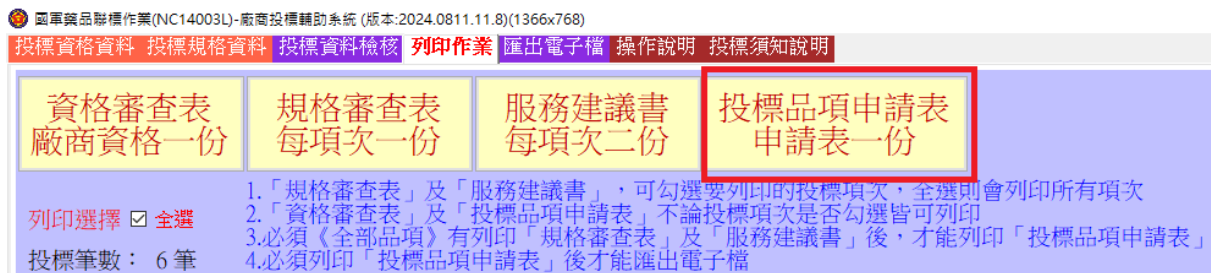 國軍藥品聯標作業(NC14003L)-廠商投標輔助系統 (版本:2024.0811.11.8)(1366x768)
投標資格資料 投標規格資料 投標資料檢核 列印作業 匯出電子檔 操作說明 投標須知說明
資格審查表
廠商資格一份
規格審查表
每項次一份
服務建議書
每項次二份
投標品項申請表
申請表一份
列印選擇 全選
投標筆數： 6 筆
1.「規格審查表」及「服務建議書」，可勾選要列印的投標項次，全選則會列印所有項次
2.「資格審查表」及「投標品項申請表」不論投標項次是否勾選皆可列印
3.必須《全部品項》有列印「規格審查表」及「服務建議書」後，才能列印「投標品項申請表」
4.必須列印「投標品項申請表」後才能匯出電子檔